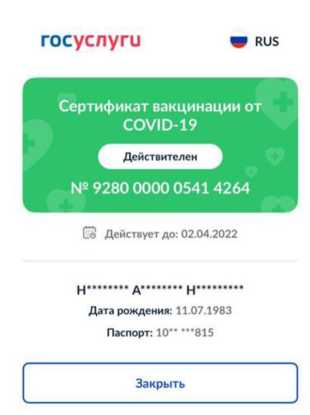 госуслуги
RUS
Сертификат вакцинации от
COVID-19
Действителен
№ 9280 0000 0541 4264
Действует до: 02.04.2022
Н******** А******** Н*********
Дата рождения: 11.07.1983
Паспорт: 10** ***815
Закрыть